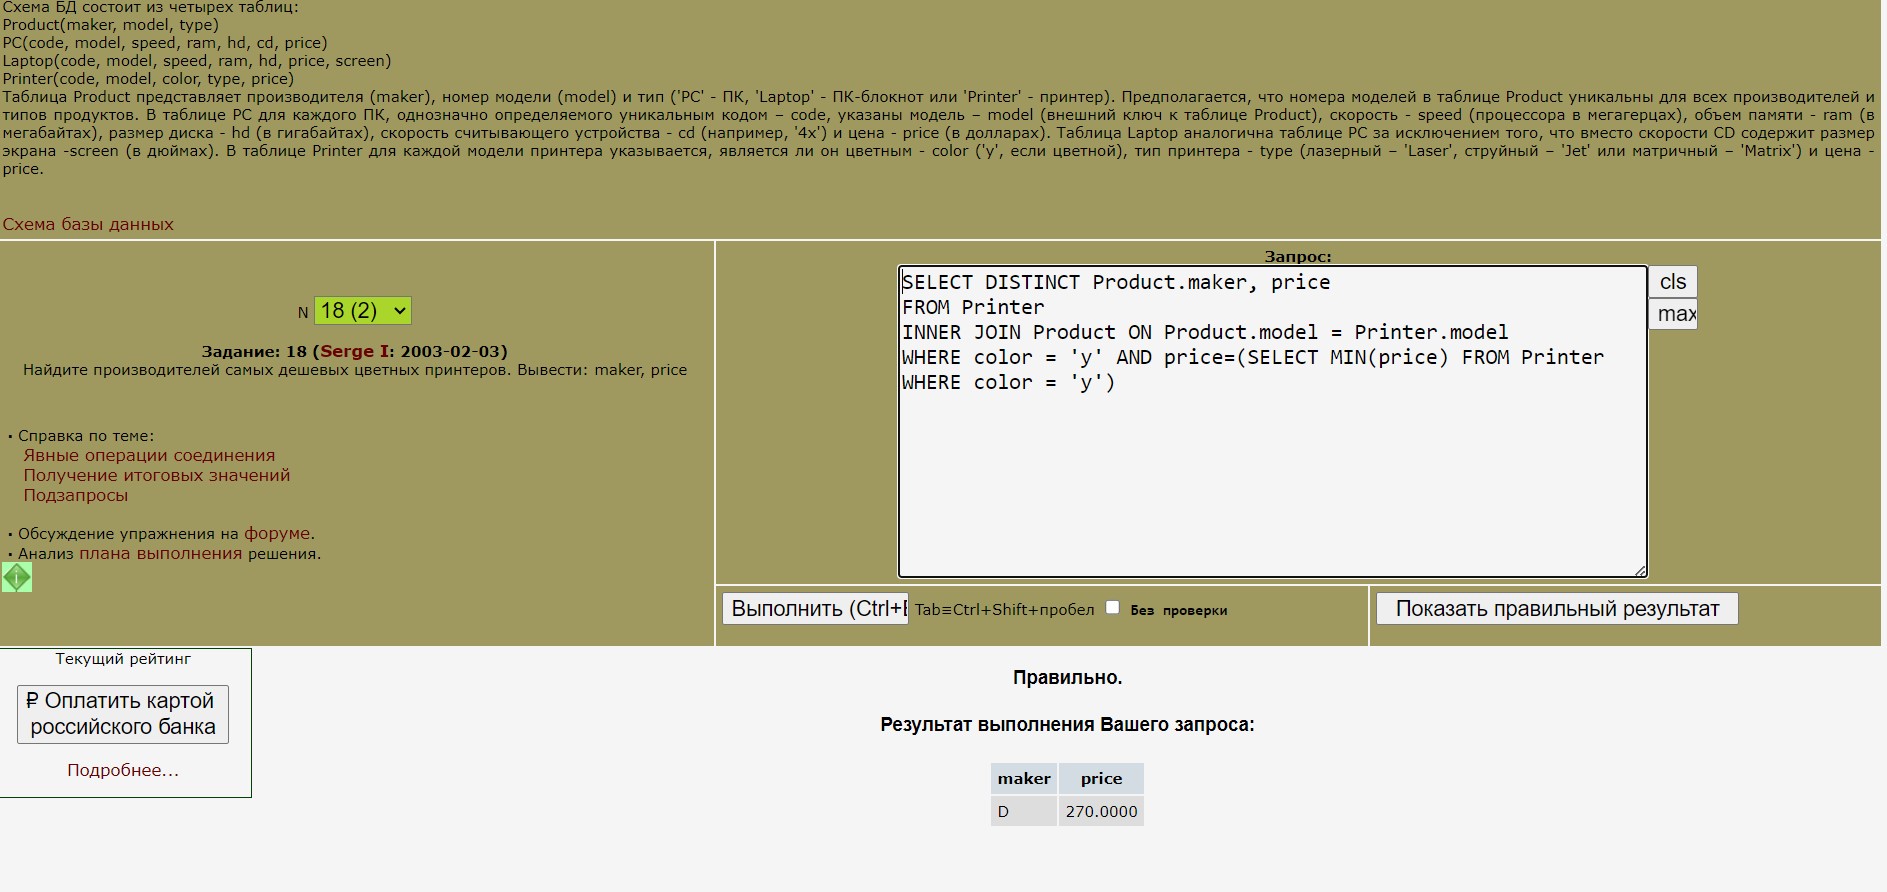 Схема БД состоит из четырех таблиц:
Product(maker, model, type)
PC(code, model, speed, ram, hd, cd, price)
Laptop(code, model, speed, ram, hd, price, screen)
Printer(code, model, color, type, price)
Таблица Product представляет производителя (maker), номер модели (model) и тип ('PC' - ПК, 'Laptop' - ПК-блокнот или 'Printer' - принтер). Предполагается, что номера моделей в таблице Product уникальны для всех производителей и
типов продуктов. В таблице PC для каждого ПК, однозначно определяемого уникальным кодом – code, указаны модель – model (внешний ключ к таблице Product), скорость - speed (процессора в мегагерцах), объем памяти - ram (в
мегабайтах), размер диска - hd (в гигабайтах), скорость считывающего устройства - cd (например, '4x') и цена - price (в долларах). Таблица Laptop аналогична таблице РС за исключением того, что вместо скорости CD содержит размер
экрана -screen (в дюймах). В таблице Printer для каждой модели принтера указывается, является ли он цветным - color ('y', если цветной), тип принтера - type (лазерный – 'Laser', струйный – 'Jet' или матричный – 'Matrix') и цена -
price.
Схема базы данных
N 18 (2)
Задание: 18 (Serge I: 2003-02-03)
Найдите производителей самых дешевых цветных принтеров. Вывести: maker, price
· Справка по теме:
Явные операции соединения
Получение итоговых значений
Подзапросы
· Обсуждение упражнения на форуме.
· Анализ плана выполнения решения.
i
Запрос:
SELECT DISTINCT Product.maker, price
FROM Printer
INNER JOIN Product ON Product.model = Printer.model
WHERE color = 'y' AND price=(SELECT MIN(price) FROM Printer
WHERE color = 'y')
cls
max
Выполнить (Ctrl+E
Tab≡Ctrl+Shift+пробел
Без проверки
Показать правильный результат
Текущий рейтинг
₽ Оплатить картой
российского банка
Подробнее...
Правильно.
Результат выполнения Вашего запроса:
maker price
D 270.0000